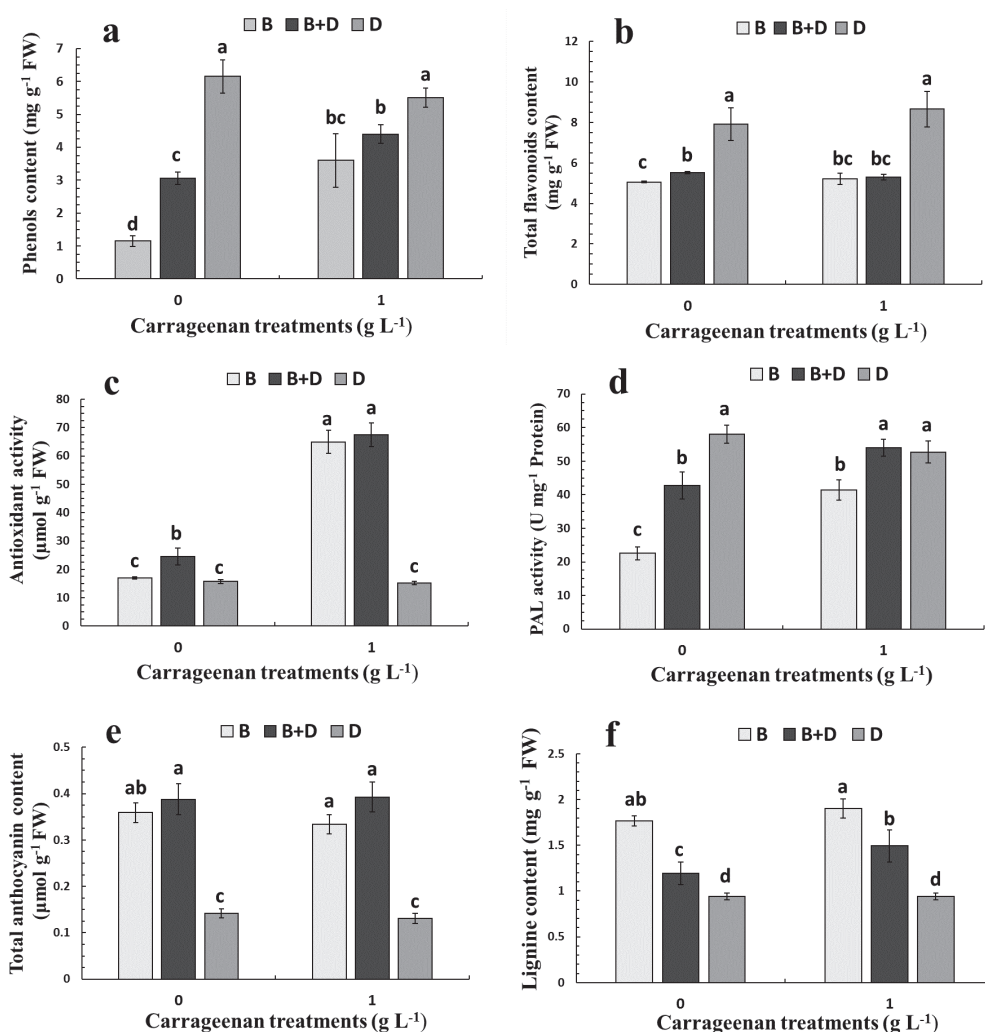 a
B B+D D
Phenols content (mg g-1 FW)
7
6
5
4
3
2
1
0
d
c
a
bc
b
a
0 1
Carrageenan treatments (g L-1)
b
B B+D D
Total flavonoids content
(mg g-1 FW)
12
10
8
6
4
2
0
c
b
a
bc
bc
a
0 1
Carrageenan treatments (g L-1)
c
B B+D D
Antioxidant activity
(µmol g-1 FW)
80
70
60
50
40
30
20
10
0
c
b
c
a
a
c
0 1
Carrageenan treatments (g L-1)
d
B B+D D
PAL activity (U mg-1 Protein)
70
60
50
40
30
20
10
0
c
b
a
b
a
a
0 1
Carrageenan treatments (g L-1)
e
B B+D D
Total anthocyanin content
(µmol g-1 FW)
0.5
0.4
0.3
0.2
0.1
0
ab
a
c
a
a
c
0 1
Carrageenan treatments (g L-1)
f
B B+D D
Lignine content (mg g-1 FW)
2.5
2
1.5
1
0.5
0
ab
c
d
a
b
d
0 1
Carrageenan treatments (g L-1)